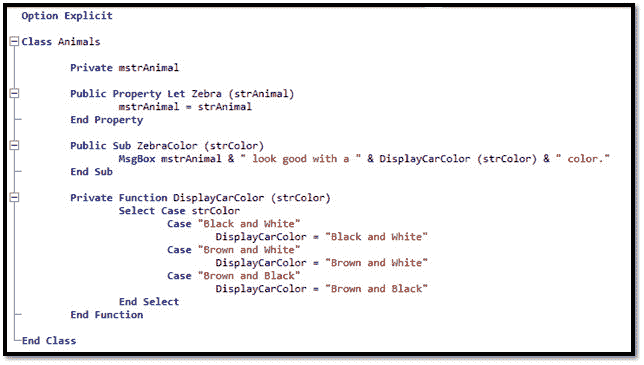 Option Explicit
Class Animals
Private mstrAnimal
Public Property Let Zebra (strAnimal)
mstrAnimal = strAnimal
End Property
Public Sub ZebraColor (strColor)
MsgBox mstrAnimal & " look good with a " & DisplayCarColor (strColor) & " color."
End Sub
Private Function DisplayCarColor (strColor)
Select Case strColor
Case "Black and White"
DisplayCarColor = "Black and White"
Case "Brown and White"
DisplayCarColor = "Brown and White"
Case "Brown and Black"
DisplayCarColor = "Brown and Black"
End Select
End Function
End Class